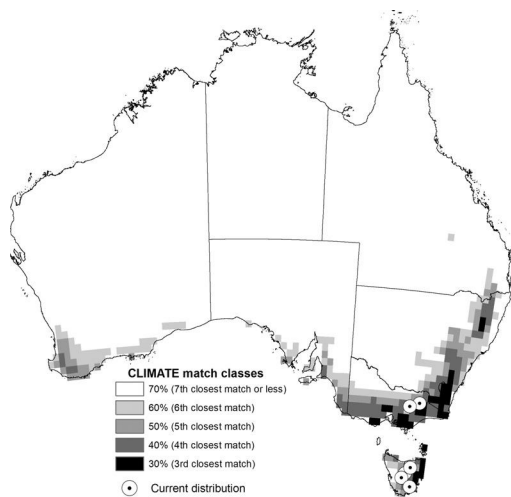 CLIMATE match classes
70% (7th closest match or less)
60% (6th closest match)
50% (5th closest match)
40% (4th closest match)
30% (3rd closest match)
Current distribution